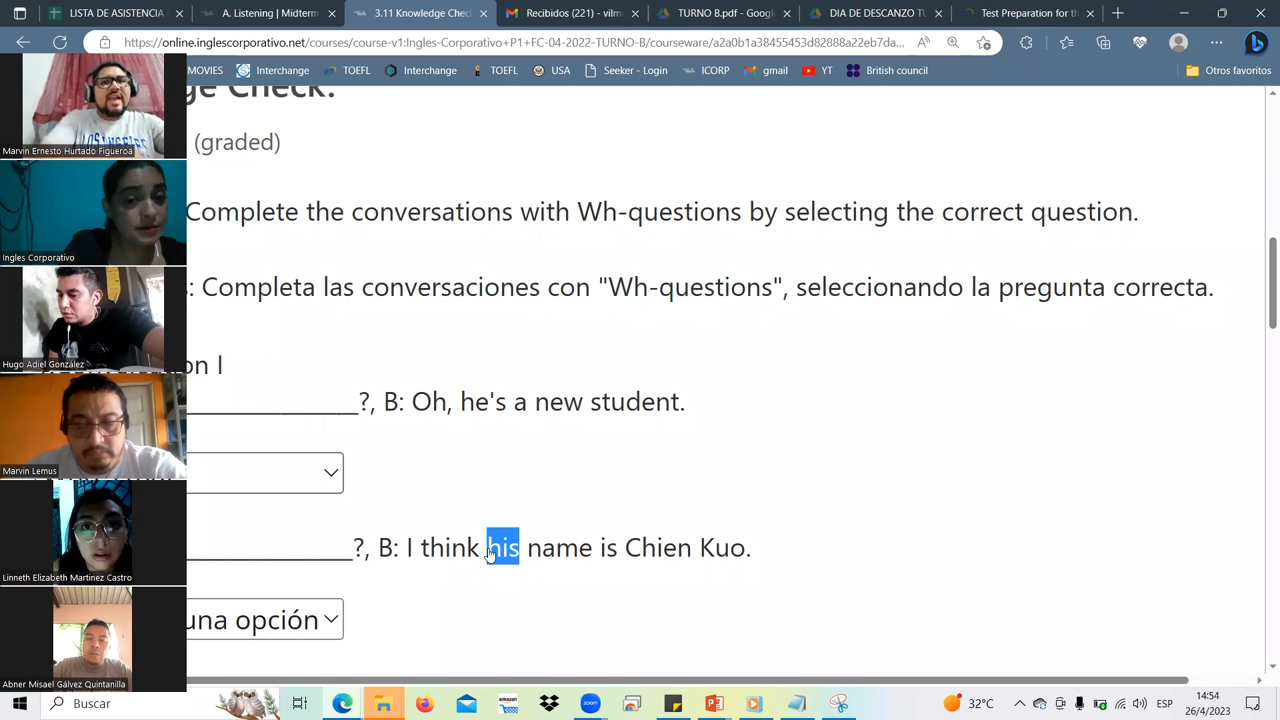 LISTA DE ASISTENCIA
A. Listening | Midterm
3.11 Knowledge Chec
Recibidos (221) - vilm
TURNO B.pdf - Googl
DIA DE DESCANZO TU
Test Preparation for th
https://online.inglescorporativo.net/courses/course-v1:Ingles-Corporativo+P1+FC-04-2022-TURNO-B/courseware/a2a0b1a38455453d82888a22eb7da...
MOVIES
Interchange
TOEFL
Interchange
TOEFL
USA
Seeker - Login
ICORP
gmail
YT
British council
Otros favoritos
ge Check.
(graded)
Complete the conversations with Wh-questions by selecting the correct question.
s: Completa las conversaciones con "Wh-questions", seleccionando la pregunta correcta.
on I
?, B: Oh, he's a new student.
?, B: I think his name is Chien Kuo.
una opción
Marvin Ernesto Hurtado Figueroa
Ingles Corporativo
Hugo Adiel González
Marvin Lemus
Linneth Elizabeth Martinez Castro
Abner Misael Gálvez Quintanilla
Buscar
amazon
zoom
32°C
ESP
14:54
26/4/2023